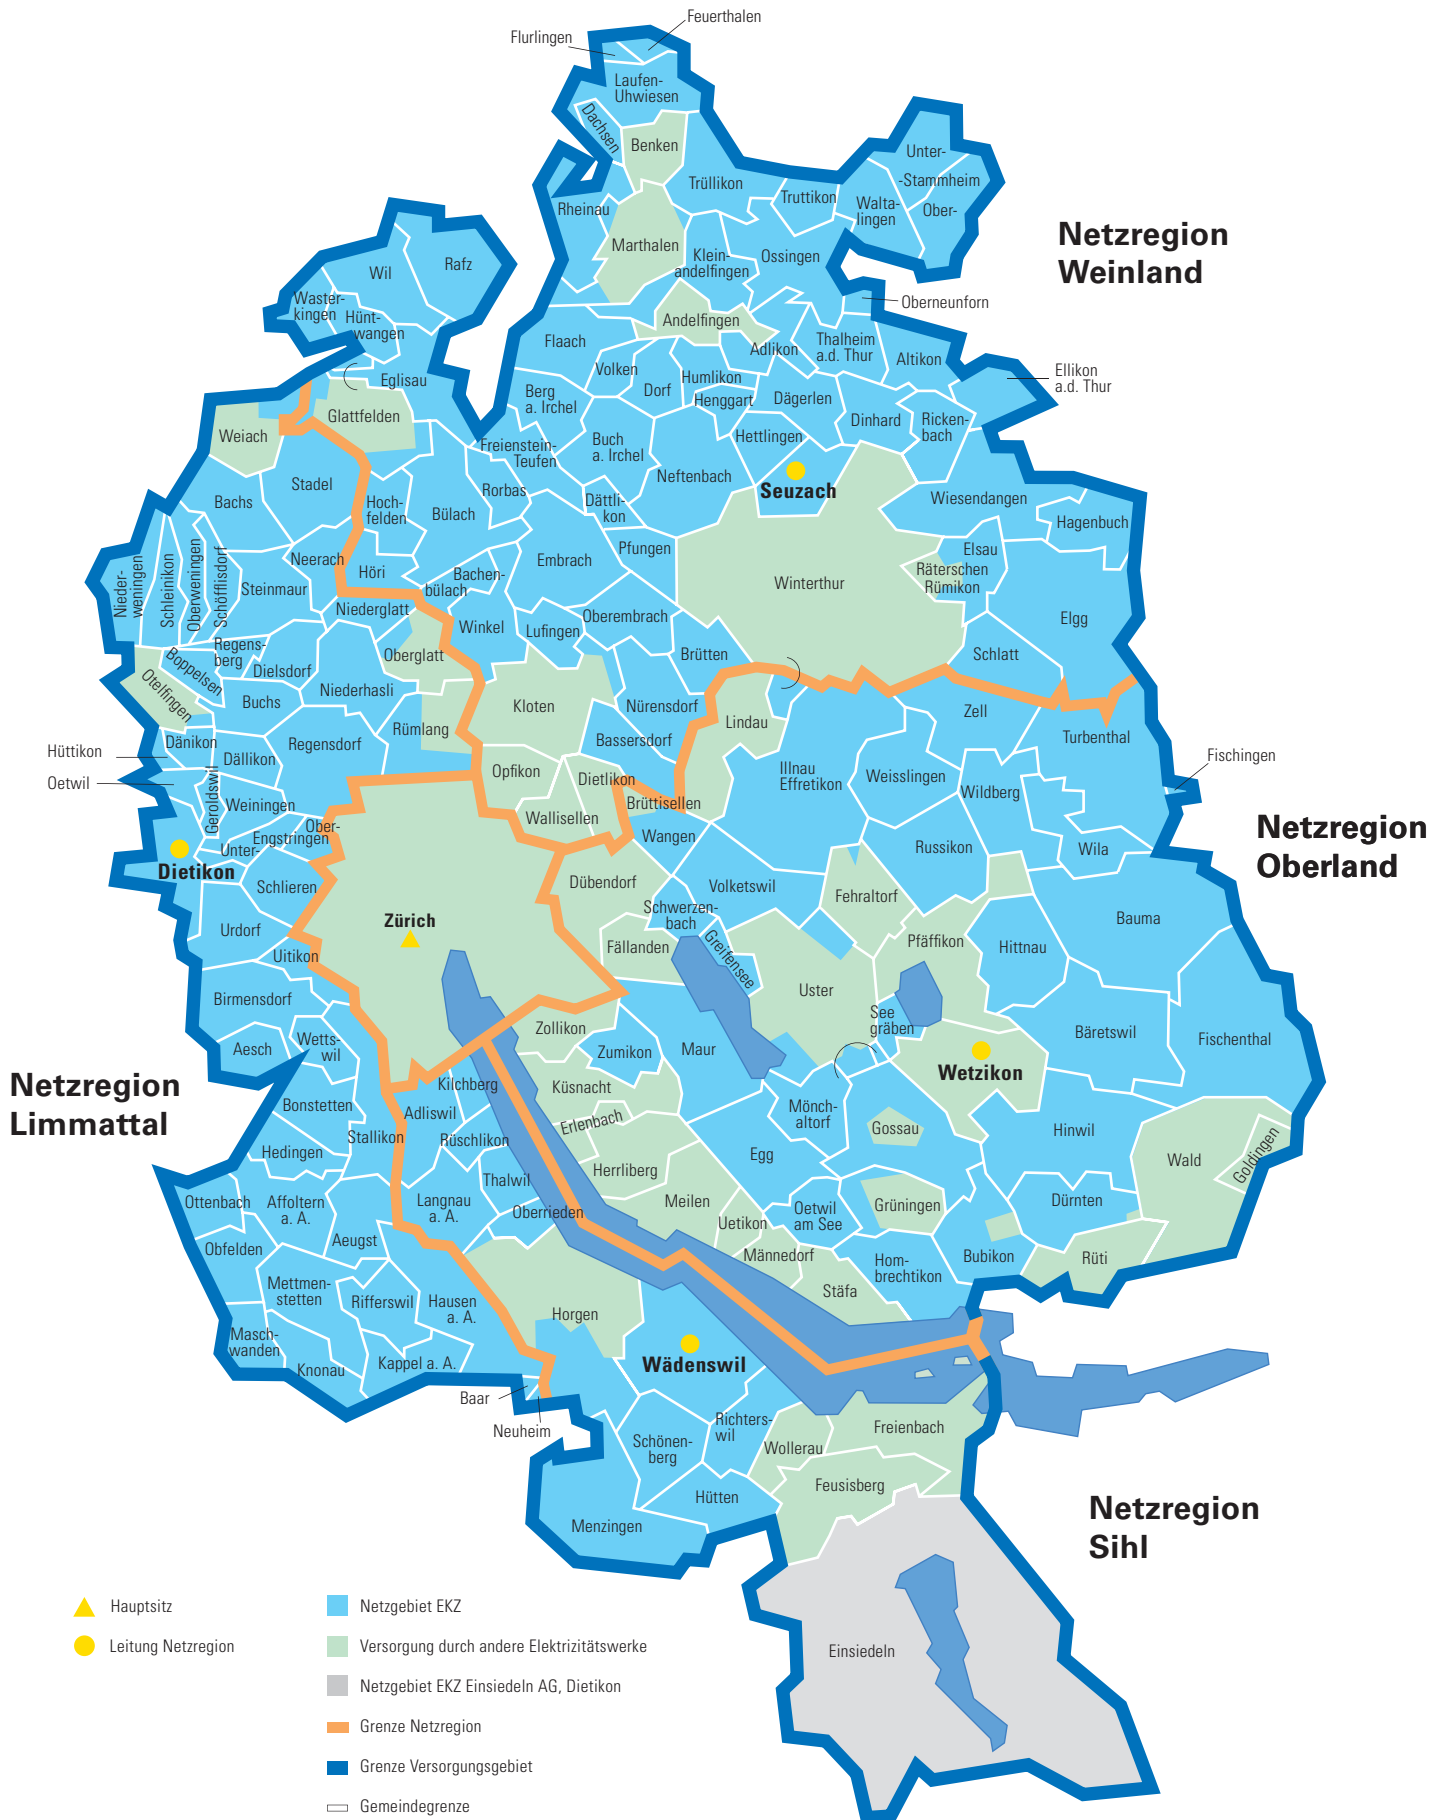 Feuerthalen
Flurlingen
Laufen-
Uhwiesen
Dachsen
Benken
Unter-
-Stammheim
Ober-
Trüllikon
Truttikon
Walta-
lingen
Rheinau
Marthalen
Klein-
andelfingen
Ossingen
Netzregion
Weinland
Wil
Rafz
Waster-
kingen
Hünt-
wangen
Oberneunforn
Andelfingen
Flaach
Adlikon
Thalheim
a.d. Thur
Altikon
Ellikon
a.d. Thur
Eglisau
Volken
Dorf
Humlikon
Henggart
Dägerlen
Berg
a. Irchel
Glattfelden
Weiach
Dinhard
Ricken-
bach
Freienstein-
Teufen
Buch
a. Irchel
Hettlingen
Neftenbach
Seuzach
Stadel
Bachs
Hoch-
felden
Bülach
Rorbas
Dättli-
kon
Wiesendangen
Hagenbuch
Pfungen
Embrach
Elsau
Räterschen
Rümikon
Winterthur
Neerach
Höri
Bachen-
bülach
Nieder-
weningen
Schleinikon
Oberweningen
Schöfflisdorf
Steinmaur
Niederglatt
Winkel
Lufingen
Oberembrach
Elgg
Regens-
berg
Boppelsen
Dielsdorf
Oberglatt
Brütten
Schlatt
Otelfingen
Buchs
Niederhasli
Kloten
Nürensdorf
Lindau
Zell
Rümlang
Turbenthal
Hüttikon
Dänikon
Dällikon
Regensdorf
Bassersdorf
Fischingen
Oetwil
Geroldswil
Weiningen
Opfikon
Dietlikon
Illnau
Effretikon
Weisslingen
Wildberg
Brüttisellen
Wallisellen
Wangen
Ober-
Engstringen
Unter-
Netzregion
Oberland
Russikon
Wila
Dietikon
Schlieren
Dübendorf
Volketswil
Fehraltorf
Schwerzen-
bach
Bauma
Zürich
Urdorf
Uitikon
Fällanden
Greifensee
Pfäffikon
Hittnau
Uster
Birmensdorf
See
gräben
Bäretswil
Fischenthal
Zollikon
Wetts-
wil
Aesch
Zumikon
Maur
Wetzikon
Netzregion
Limmattal
Kilchberg
Küsnacht
Bonstetten
Adliswil
Erlenbach
Mönch-
altorf
Gossau
Hinwil
Stallikon
Rüschlikon
Hedingen
Egg
Wald
Goldingen
Herrliberg
Thalwil
Ottenbach
Affoltern
a. A.
Langnau
a. A.
Oberrieden
Meilen
Oetwil
am See
Grüningen
Dürnten
Uetikon
Obfelden
Aeugst
Männedorf
Hom-
brechtikon
Bubikon
Rüti
Mettmen-
stetten
Rifferswil
Hausen
a. A.
Stäfa
Horgen
Masch-
wanden
Knonau
Kappel a. A.
Wädenswil
Baar
Neuheim
Richters-
wil
Schönen-
berg
Wollerau
Freienbach
Feusisberg
Hütten
Menzingen
Netzregion
Sihl
Einsiedeln
Hauptsitz
Leitung Netzregion
Netzgebiet EKZ
Versorgung durch andere Elektrizitätswerke
Netzgebiet EKZ Einsiedeln AG, Dietikon
Grenze Netzregion
Grenze Versorgungsgebiet
Gemeindegrenze